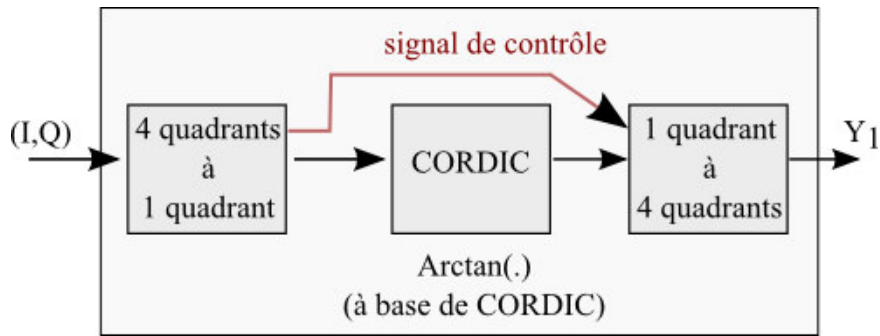 signal de contrôle
(I,Q)
4 quadrants
à
1 quadrant
CORDIC
1 quadrant
à
4 quadrants
Y1
Arctan(.)
(à base de CORDIC)